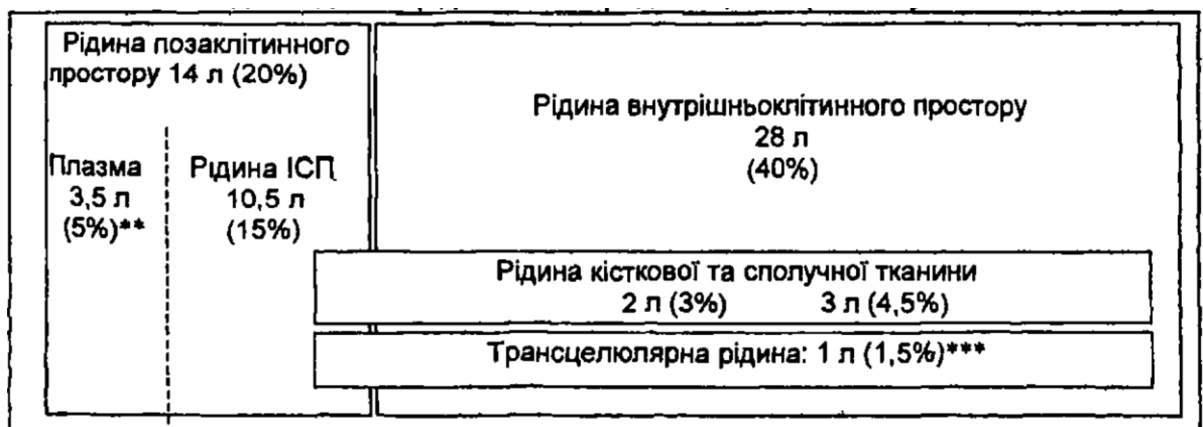 Рідина позаклітинного
простору 14 л (20%)
Плазма
3,5 л
(5%)**
Рідина ІСП
10,5 л
(15%)
Рідина внутрішньоклітинного простору
28 л
(40%)
Рідина кісткової та сполучної тканини
2 л (3%) 3 л (4,5%)
Трансцелюлярна рідина: 1 л (1,5%)***